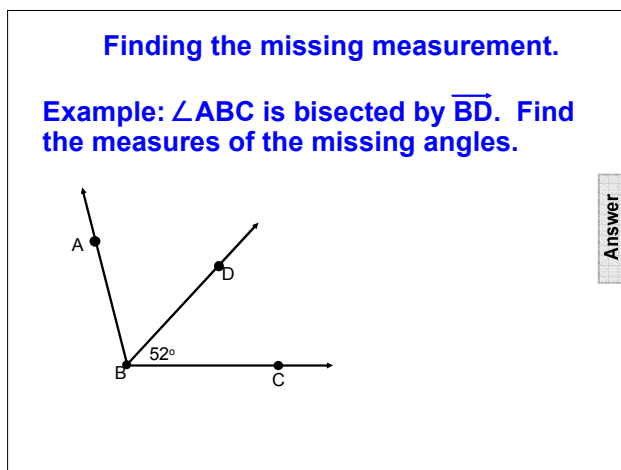 Finding the missing measurement.
Example: ∠ABC is bisected by BD. Find
the measures of the missing angles.
A
D
52°
B
C
Answer